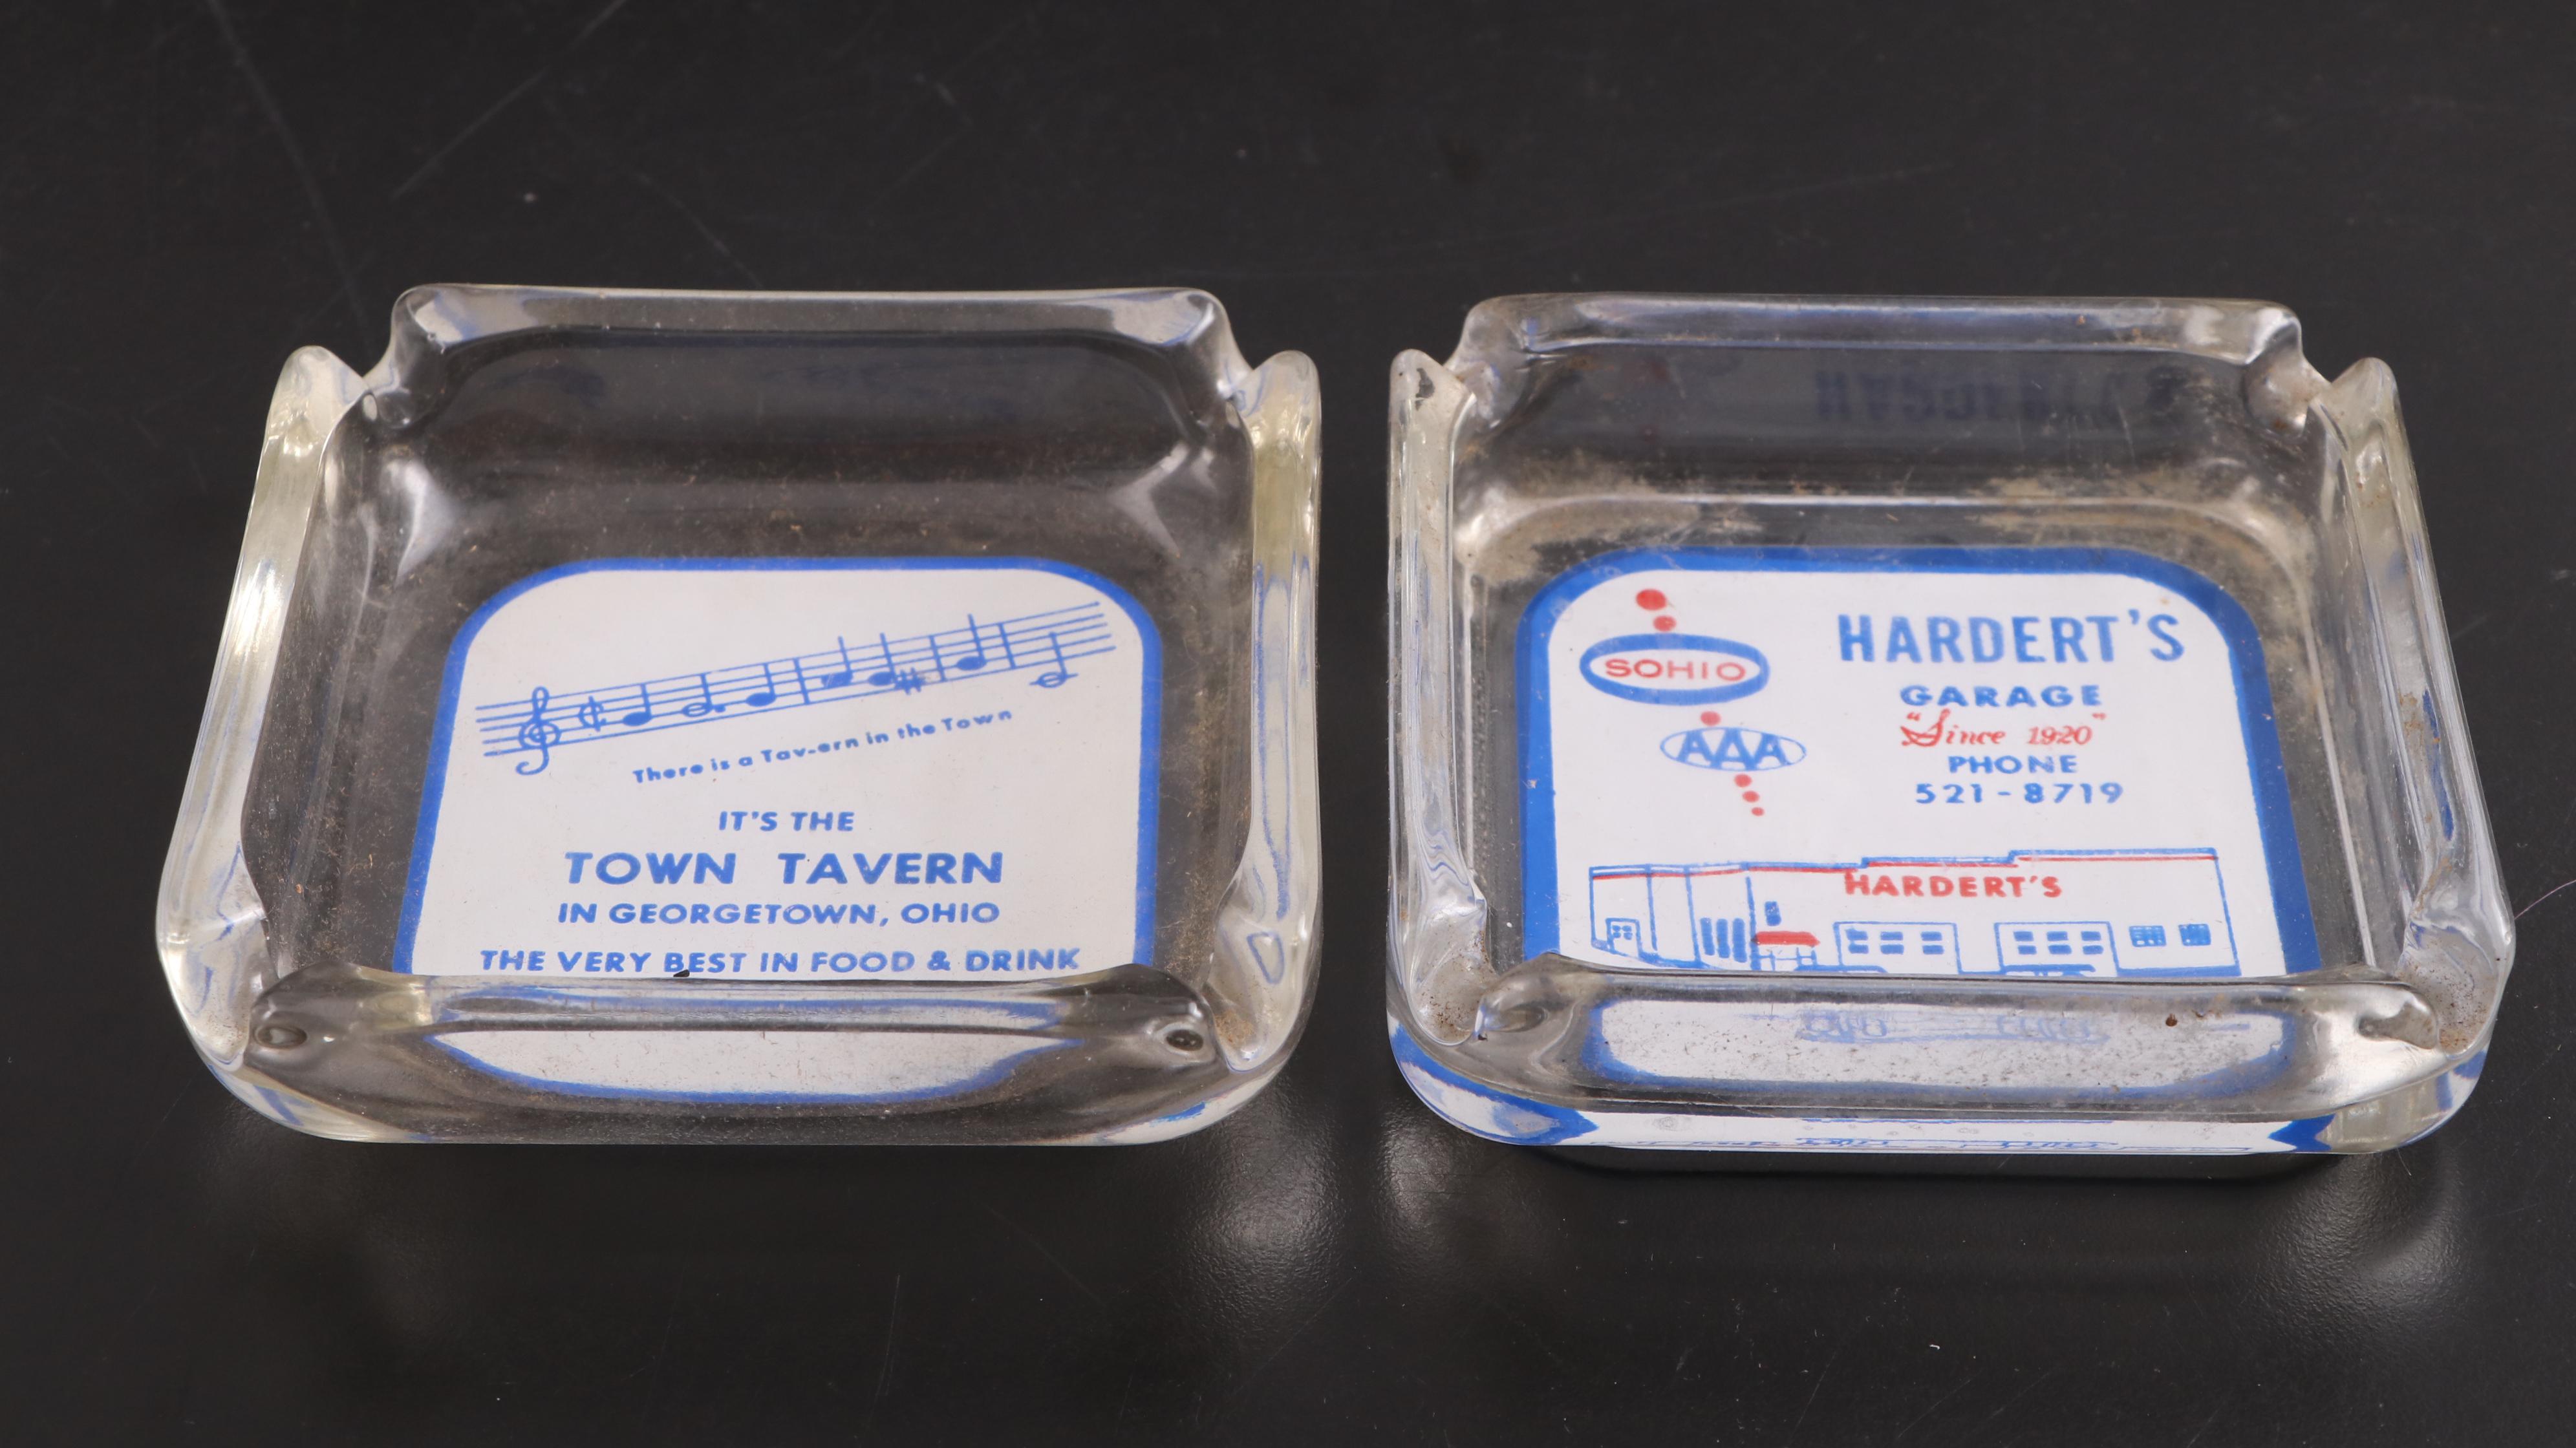 There is a Tav-ern in the Town
IT'S THE
TOWN TAVERN
IN GEORGETOWN, OHIO
THE VERY BEST IN FOOD & DRINK
SOHIO
AAA
HARDERT'S
GARAGE
"Since 1920"
PHONE
521-8719
HARDERT'S